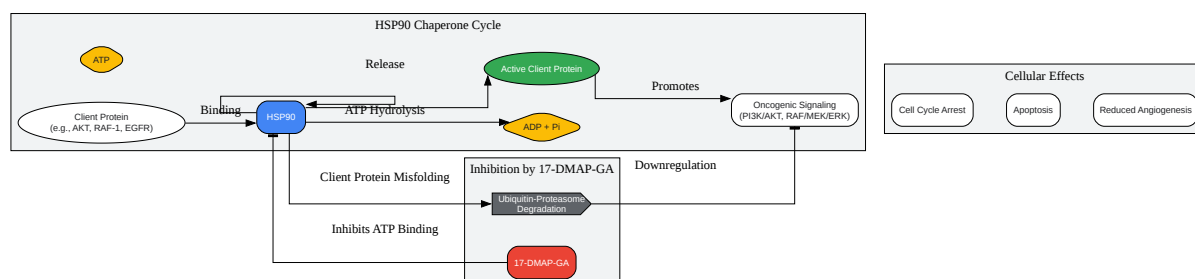 HSP90 Chaperone Cycle
ATP
Release
Active Client Protein
Promotes
Binding
ATP Hydrolysis
Client Protein
(e.g., AKT, RAF-1, EGFR)
HSP90
ADP + Pi
Oncogenic Signaling
(PI3K/AKT, RAF/MEK/ERK)
Cellular Effects
Cell Cycle Arrest
Apoptosis
Reduced Angiogenesis
Inhibition by 17-DMAP-GA
Downregulation
Client Protein Misfolding
Ubiquitin-Proteasome
Degradation
Inhibits ATP Binding
17-DMAP-GA